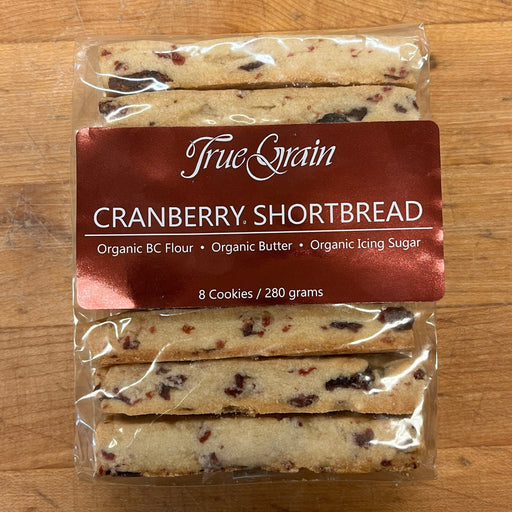 True Grain
CRANBERRY SHORTBREAD
Organic BC Flour • Organic Butter • Organic Icing Sugar
8 Cookies / 280 grams